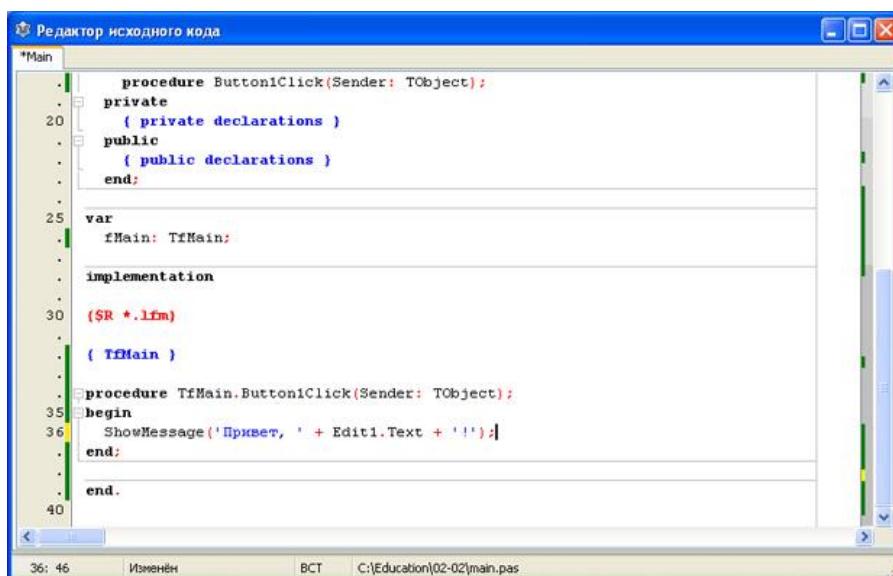 Редактор исходного кода
*Main
. procedure Button1Click(Sender: TObject);
. private
20 { private declarations }
. public
. { public declarations }
. end;
.
25 var
. fMain: TfMain;
.
. implementation
.
30 {$R *.lfm}
.
. { TfMain }
.
. procedure TfMain.Button1Click(Sender: TObject);
35 begin
36 ShowMessage('Привет, ' + Edit1.Text + '!');
. end;
.
. end.
40
36: 46 Изменён ВСТ C:\Education\02-02\main.pas